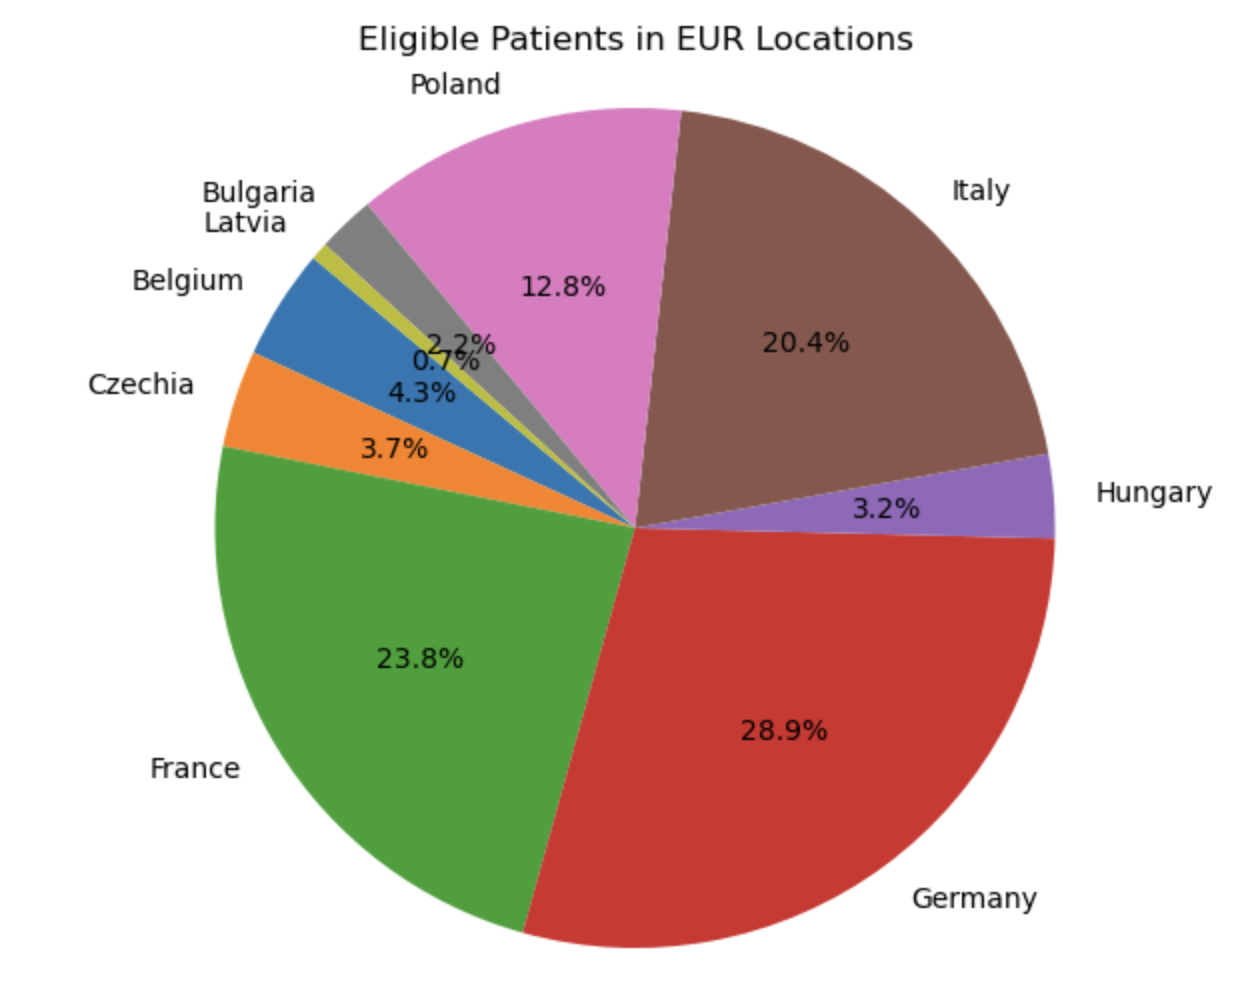 Eligible Patients in EUR Locations
Poland
Bulgaria
Latvia
Belgium
Czechia
France
Germany
Hungary
Italy
12.8%
20.4%
2.2%
0.7%
4.3%
3.7%
3.2%
23.8%
28.9%